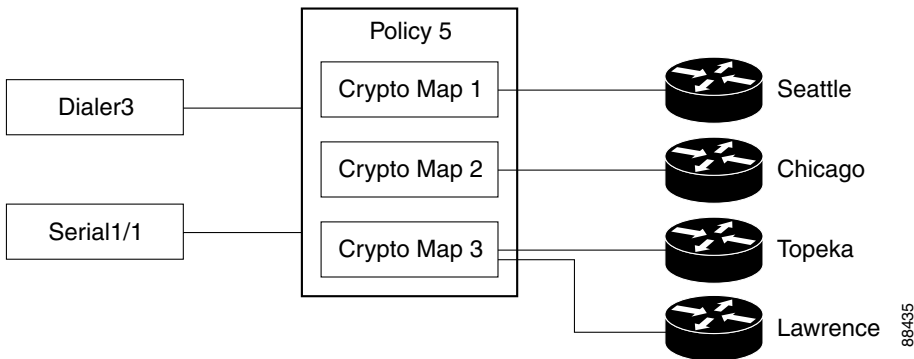 Policy 5
Crypto Map 1
Seattle
Dialer3
Crypto Map 2
Chicago
Serial1/1
Crypto Map 3
Topeka
Lawrence
88435